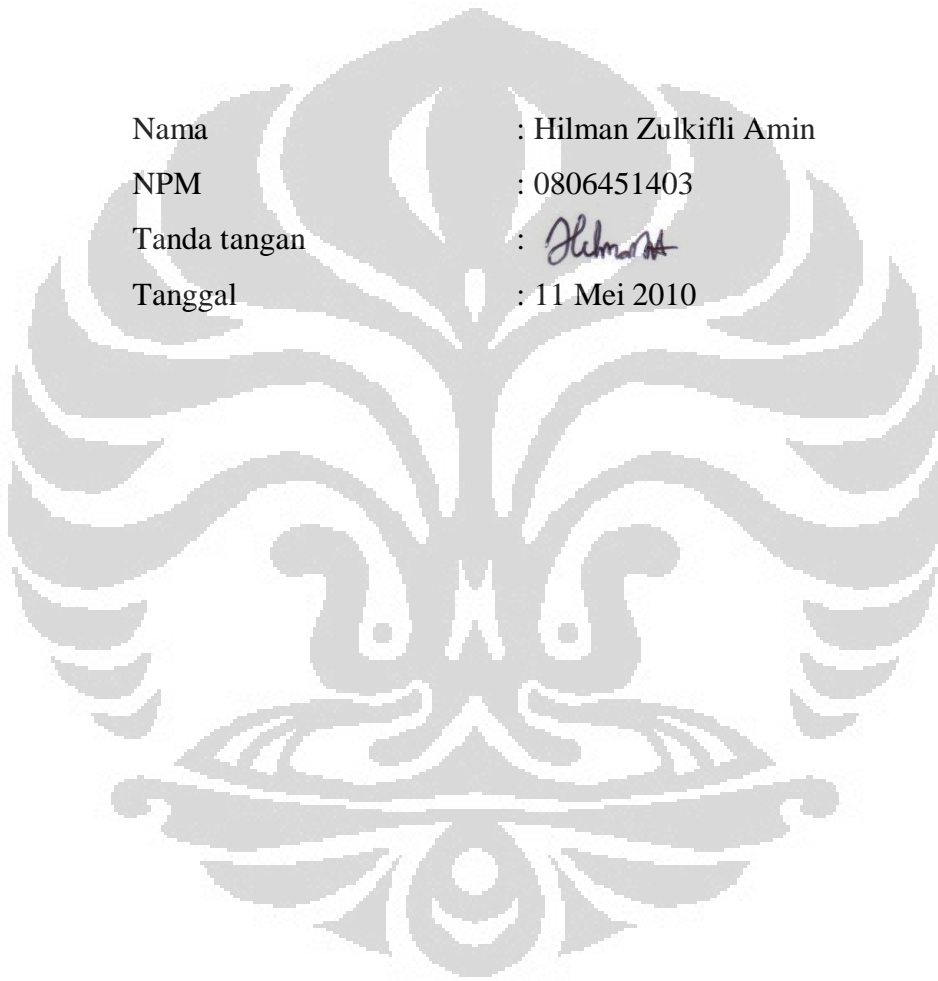 Nama : Hilman Zulkifli Amin
NPM : 0806451403
Tanda tangan :
Tanggal : 11 Mei 2010